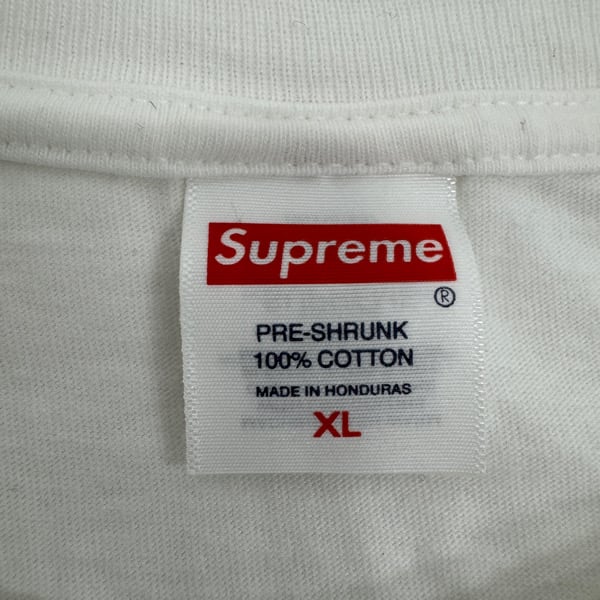 Supreme
®
PRE-SHRUNK
100% COTTON
MADE IN HONDURAS
XL